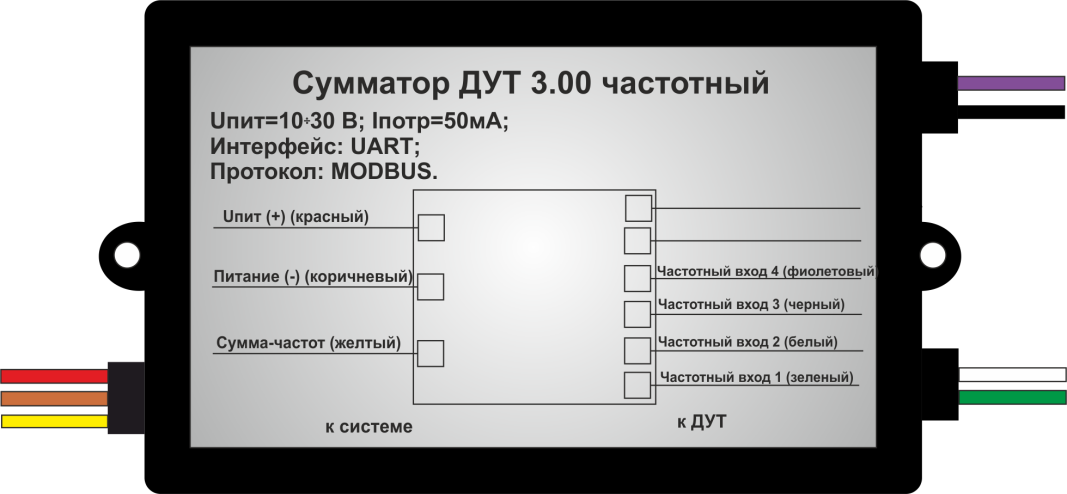 Сумматор ДУТ 3.00 частотный
Uпит=10÷30 В; Iпотр=50мА;
Интерфейс: UART;
Протокол: MODBUS.
Uпит (+) (красный)
Питание (-) (коричневый)
Сумма-частот (желтый)
к системе
Частотный вход 4 (фиолетовый)
Частотный вход 3 (черный)
Частотный вход 2 (белый)
Частотный вход 1 (зеленый)
к ДУТ